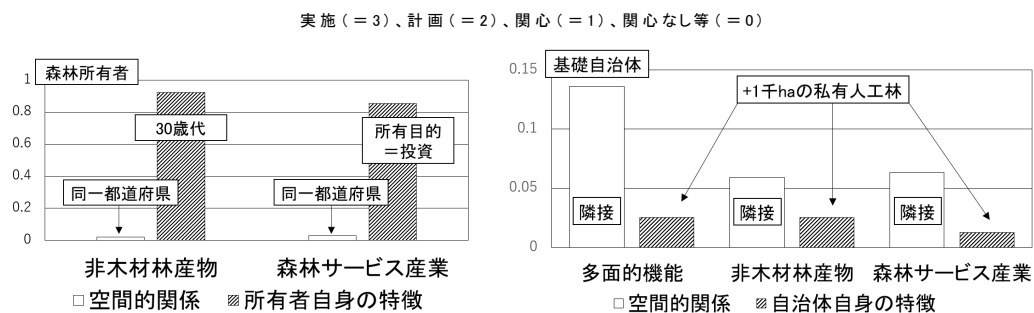 実施(=3)、計画(=2)、関心(=1)、関心なし等(=0)
森林所有者
1
0.8
0.6
0.4
0.2
0
30歳代
所有目的
=投資
同一都道府県
同一都道府県
非木材林産物
森林サービス産業
□空間的関係
所有者自身の特徴
基礎自治体
0.15
0.1
0.05
0
+1千haの私有人工林
隣接
隣接
隣接
多面的機能
非木材林産物
森林サービス産業
□空間的関係
自治体自身の特徴